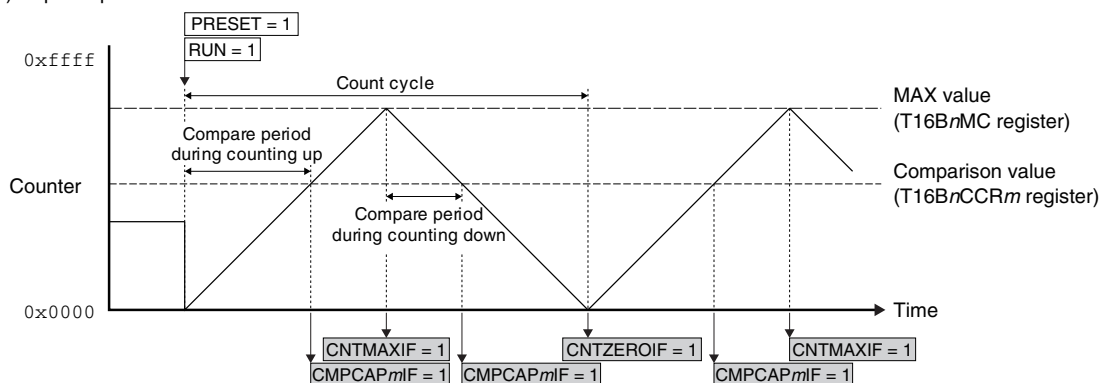 PRESET = 1
RUN = 1
0xffff
Count cycle
MAX value
(T16BnMC register)
Compare period
during counting up
Comparison value
(T16BnCCRm register)
Counter
Compare period
during counting down
0x0000
Time
CNTMAXIF = 1
CNTZEROIF = 1
CNTMAXIF = 1
CMPCAPmIF = 1
CMPCAPmIF = 1
CMPCAPmIF = 1